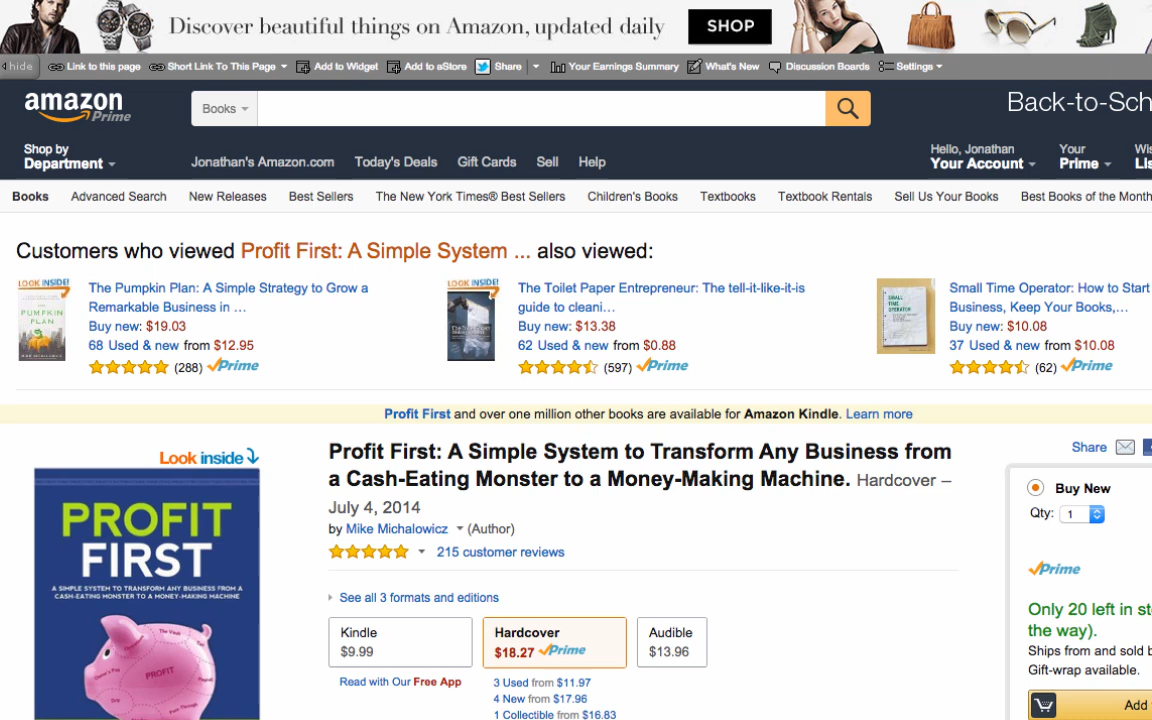 Discover beautiful things on Amazon, updated daily SHOP
hide Link to this page Short Link To This Page Add to Widget Add to aStore Share Your Earnings Summary What's New Discussion Boards Settings
amazon Prime Books Back-to-Sch
Shop by
Department
Jonathan's Amazon.com Today's Deals Gift Cards Sell Help
Hello, Jonathan
Your Account
Your
Prime
Wis
Lis
Books Advanced Search New Releases Best Sellers The New York Times® Best Sellers Children's Books Textbooks Textbook Rentals Sell Us Your Books Best Books of the Month
Customers who viewed Profit First: A Simple System ... also viewed:
LOOK INSIDE!
PUMPKIN
PLAN
The Pumpkin Plan: A Simple Strategy to Grow a
Remarkable Business in …
Buy new: $19.03
68 Used & new from $12.95
(288) Prime
LOOK INSIDE!
The Toilet Paper Entrepreneur: The tell-it-like-it-is
guide to cleani…
Buy new: $13.38
62 Used & new from $0.88
(597) Prime
SMALL
TIME
OPERATOR
Small Time Operator: How to Start
Business, Keep Your Books,…
Buy new: $10.08
37 Used & new from $10.08
(62) Prime
Profit First and over one million other books are available for Amazon Kindle. Learn more
Look inside
PROFIT
FIRST
A SIMPLE SYSTEM TO TRANSFORM ANY BUSINESS FROM A
CASH-EATING MONSTER TO A MONEY-MAKING MACHINE
PROFIT
Profit First: A Simple System to Transform Any Business from
a Cash-Eating Monster to a Money-Making Machine. Hardcover –
July 4, 2014
by Mike Michalowicz (Author)
215 customer reviews
See all 3 formats and editions
Kindle
$9.99
Hardcover
$18.27 Prime
Audible
$13.96
Read with Our Free App
3 Used from $11.97
4 New from $17.96
1 Collectible from $16.83
Share
Buy New
Qty: 1
Prime
Only 20 left in sto
the way).
Ships from and sold b
Gift-wrap available.
Add